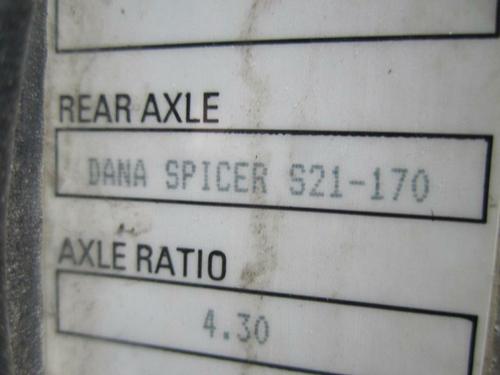 REAR AXLE
DANA SPICER S21-170
AXLE RATIO
4.30